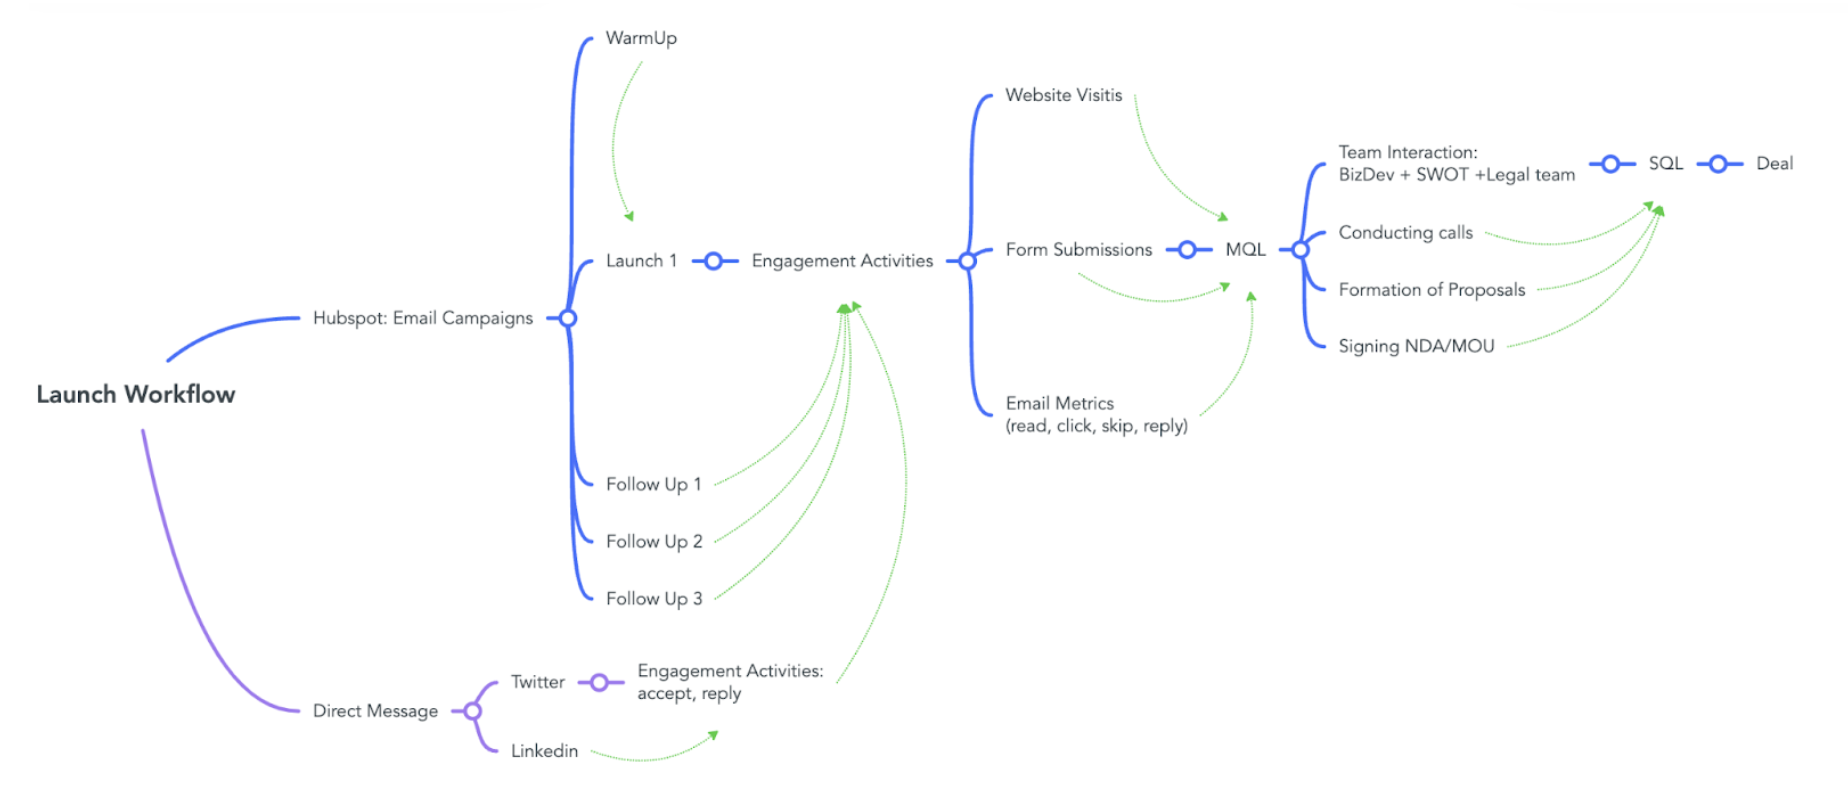 Launch Workflow
Hubspot: Email Campaigns
WarmUp
Launch 1
Engagement Activities
Website Visitis
Form Submissions
Email Metrics
(read, click, skip, reply)
MQL
Team Interaction:
BizDev + SWOT +Legal team
SQL
Deal
Conducting calls
Formation of Proposals
Signing NDA/MOU
Follow Up 1
Follow Up 2
Follow Up 3
Direct Message
Twitter
Engagement Activities:
accept, reply
Linkedin